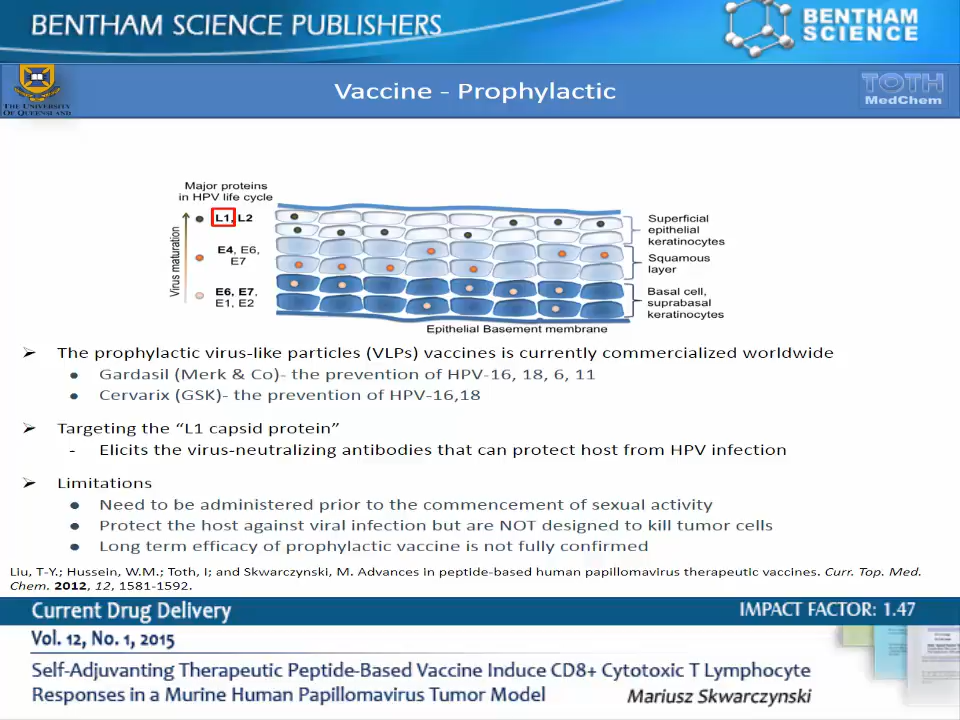 BENTHAM SCIENCE PUBLISHERS
BENTHAM
SCIENCE
THE UNIVERSITY
OF QUEENSLAND
Vaccine - Prophylactic
TOTH
MedChem
Major proteins
in HPV life cycle
Virus maturation
L1, L2
E4, E6,
E7
E6, E7,
E1, E2
Superficial
epithelial
keratinocytes
Squamous
layer
Basal cell,
suprabasal
keratinocytes
Epithelial Basement membrane
➢ The prophylactic virus-like particles (VLPs) vaccines is currently commercialized worldwide
• Gardasil (Merk & Co)- the prevention of HPV-16, 18, 6, 11
• Cervarix (GSK)- the prevention of HPV-16,18
➢ Targeting the “L1 capsid protein”
- Elicits the virus-neutralizing antibodies that can protect host from HPV infection
➢ Limitations
• Need to be administered prior to the commencement of sexual activity
• Protect the host against viral infection but are NOT designed to kill tumor cells
• Long term efficacy of prophylactic vaccine is not fully confirmed
Liu, T-Y.; Hussein, W.M.; Toth, I; and Skwarczynski, M. Advances in peptide-based human papillomavirus therapeutic vaccines. Curr. Top. Med.
Chem. 2012, 12, 1581-1592.
Current Drug Delivery
IMPACT FACTOR: 1.47
Vol. 12, No. 1, 2015
Self-Adjuvanting Therapeutic Peptide-Based Vaccine Induce CD8+ Cytotoxic T Lymphocyte
Responses in a Murine Human Papillomavirus Tumor Model
Mariusz Skwarczynski